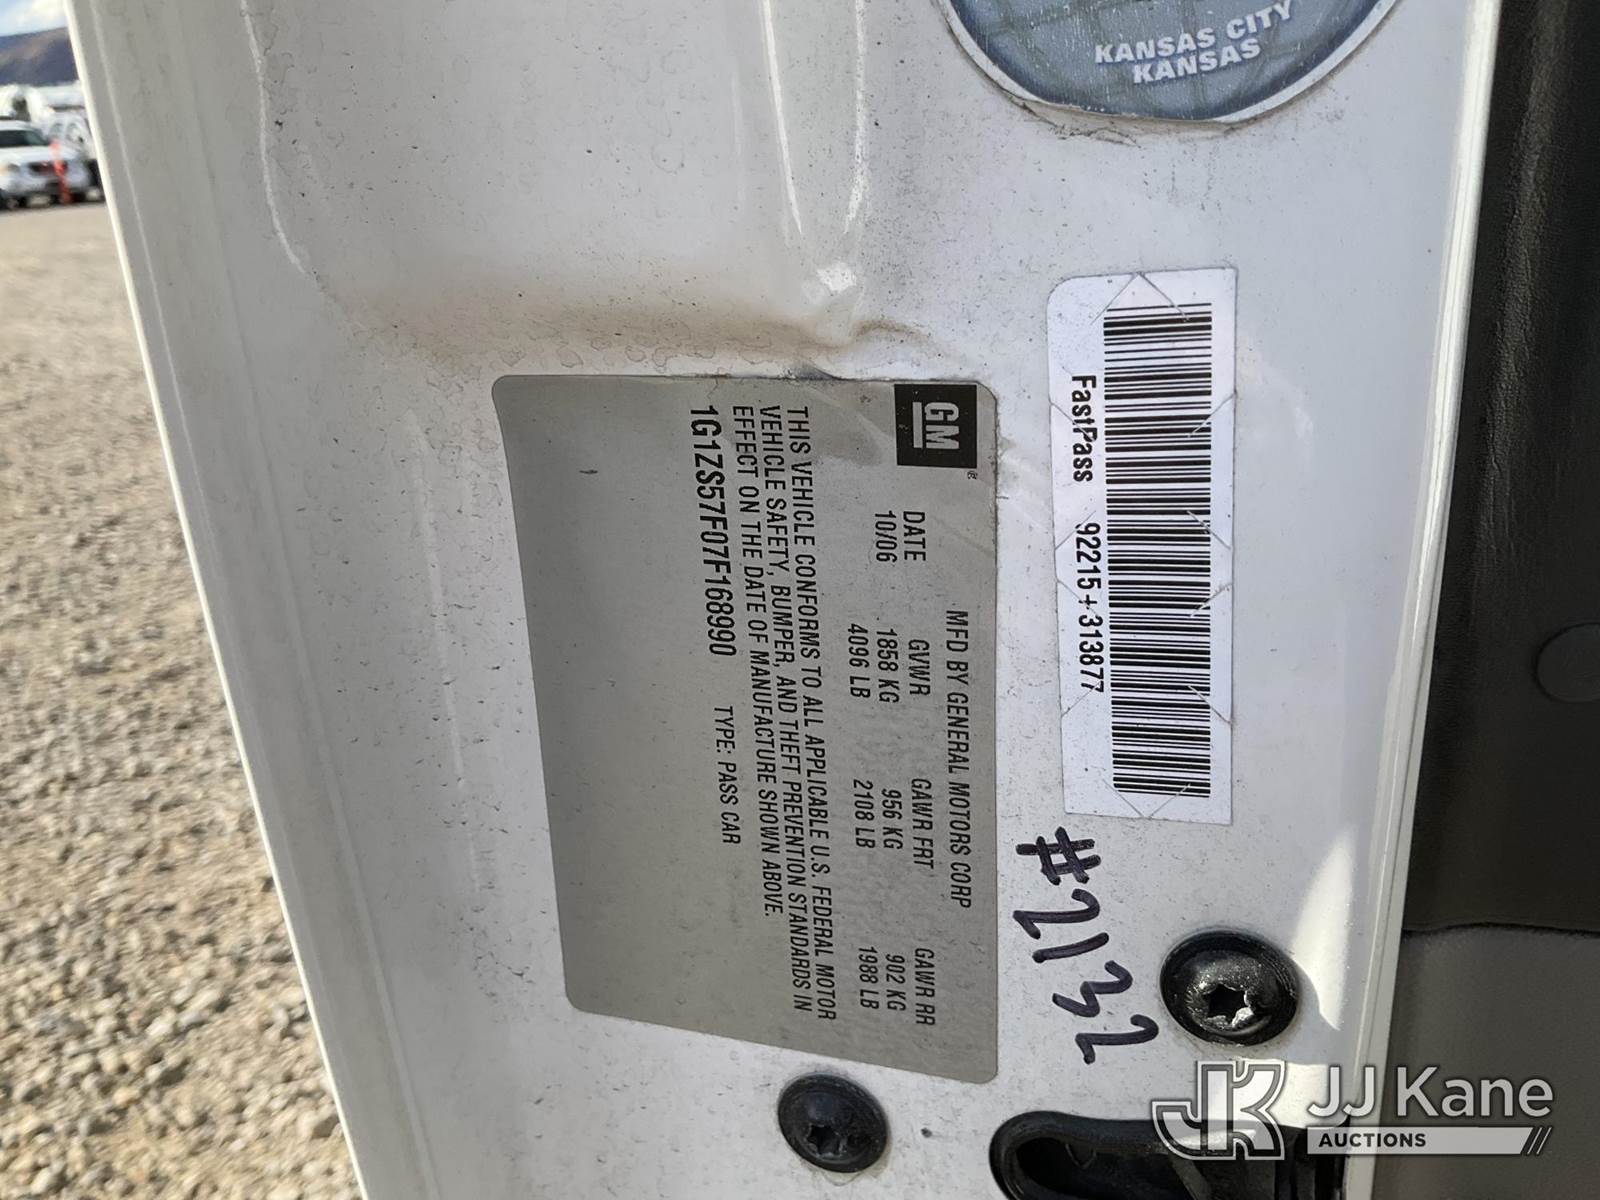 KANSAS CITY
KANSAS
FastPass 92215+313877
GM
MFD BY GENERAL MOTORS CORP
DATE GVWR GAWR FRT GAWR RR
10/06 1858 KG 956 KG 902 KG
4096 LB 2108 LB 1988 LB
THIS VEHICLE CONFORMS TO ALL APPLICABLE U.S. FEDERAL MOTOR
VEHICLE SAFETY, BUMPER, AND THEFT PREVENTION STANDARDS IN
EFFECT ON THE DATE OF MANUFACTURE SHOWN ABOVE.
1G1ZS57F07F168990 TYPE: PASS CAR
#2132
JK JJ Kane
AUCTIONS